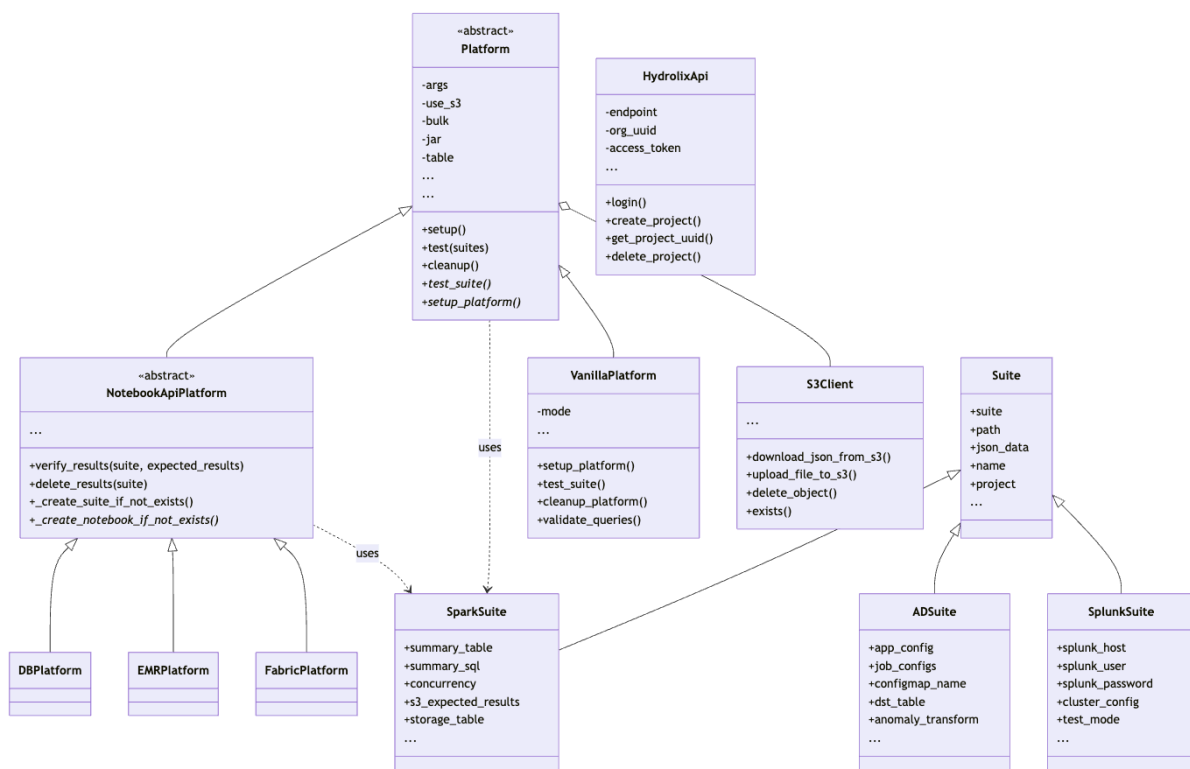 «abstract»
Platform
-args
-use_s3
-bulk
-jar
-table
...
...
+setup()
+test(suites)
+cleanup()
+test_suite()
+setup_platform()
HydrolixApi
-endpoint
-org_uuid
-access_token
...
+login()
+create_project()
+get_project_uuid()
+delete_project()
«abstract»
NotebookApiPlatform
...
+verify_results(suite, expected_results)
+delete_results(suite)
+_create_suite_if_not_exists()
+_create_notebook_if_not_exists()
uses
VanillaPlatform
-mode
...
+setup_platform()
+test_suite()
+cleanup_platform()
+validate_queries()
S3Client
...
+download_json_from_s3()
+upload_file_to_s3()
+delete_object()
+exists()
Suite
+suite
+path
+json_data
+name
+project
...
uses
DBPlatform
EMRPlatform
FabricPlatform
SparkSuite
+summary_table
+summary_sql
+concurrency
+s3_expected_results
+storage_table
...
ADSuite
+app_config
+job_configs
+configmap_name
+dst_table
+anomaly_transform
...
SplunkSuite
+splunk_host
+splunk_user
+splunk_password
+cluster_config
+test_mode
...